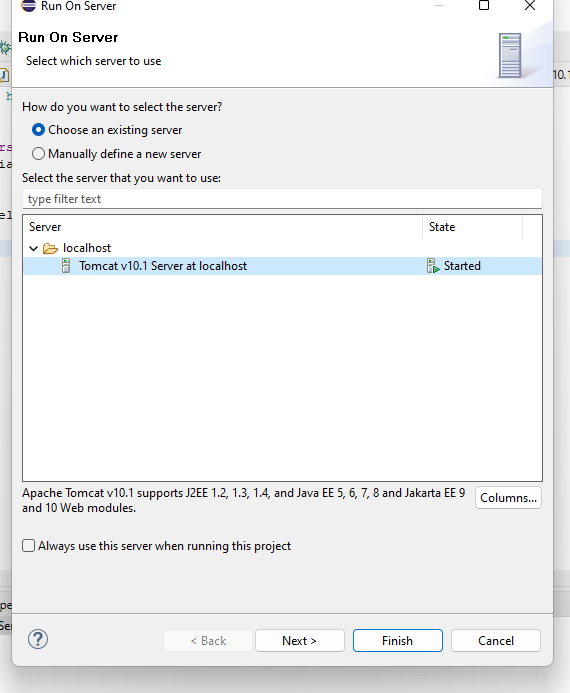 Run On Server
Run On Server
Select which server to use
10.1
How do you want to select the server?
Choose an existing server
Manually define a new server
Select the server that you want to use:
type filter text
Server State
localhost
Tomcat v10.1 Server at localhost Started
Apache Tomcat v10.1 supports J2EE 1.2, 1.3, 1.4, and Java EE 5, 6, 7, 8 and Jakarta EE 9
and 10 Web modules.
Columns...
Always use this server when running this project
? < Back Next > Finish Cancel